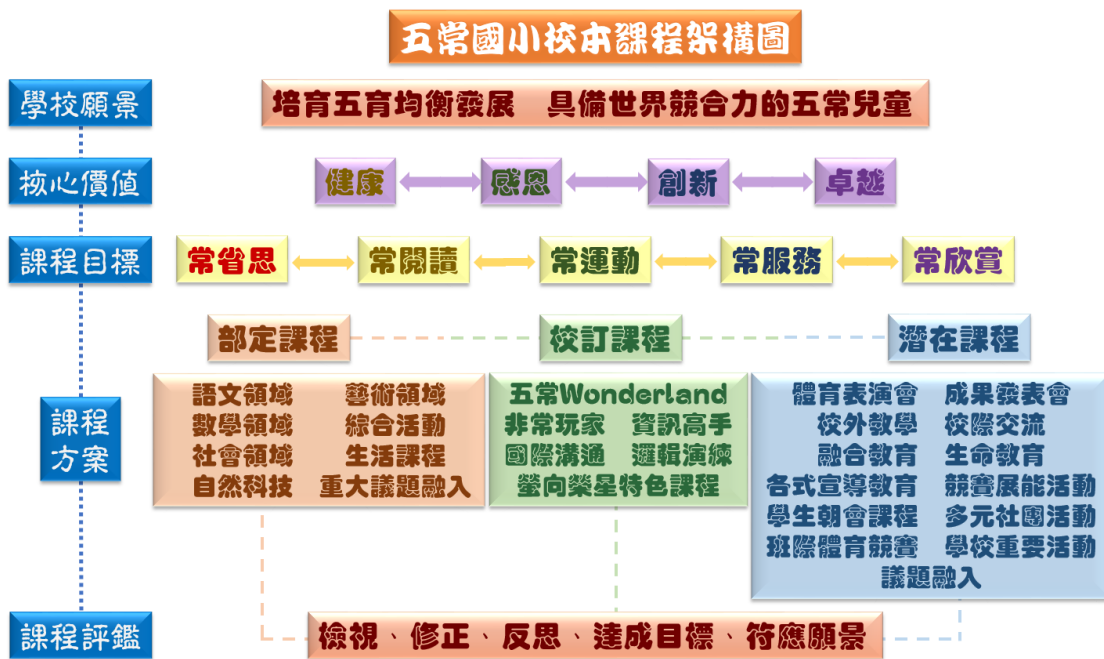 五常國小校本課程架構圖
學校願景
培育五育均衡發展 具備世界競合力的五常兒童
核心價值
健康 感恩 創新 卓越
課程目標
常省思 常閱讀 常運動 常服務 常欣賞
部定課程 校訂課程 潛在課程
課程
方案
語文領域 藝術領域
數學領域 綜合活動
社會領域 生活課程
自然科技 重大議題融入
五常Wonderland
非常玩家 資訊高手
國際溝通 邏輯演練
螢向榮星特色課程
體育表演會 成果發表會
校外教學 校際交流
融合教育 生命教育
各式宣導教育 競賽展能活動
學生朝會課程 多元社團活動
班際體育競賽 學校重要活動
議題融入
課程評鑑
檢視、修正、反思、達成目標、符應願景